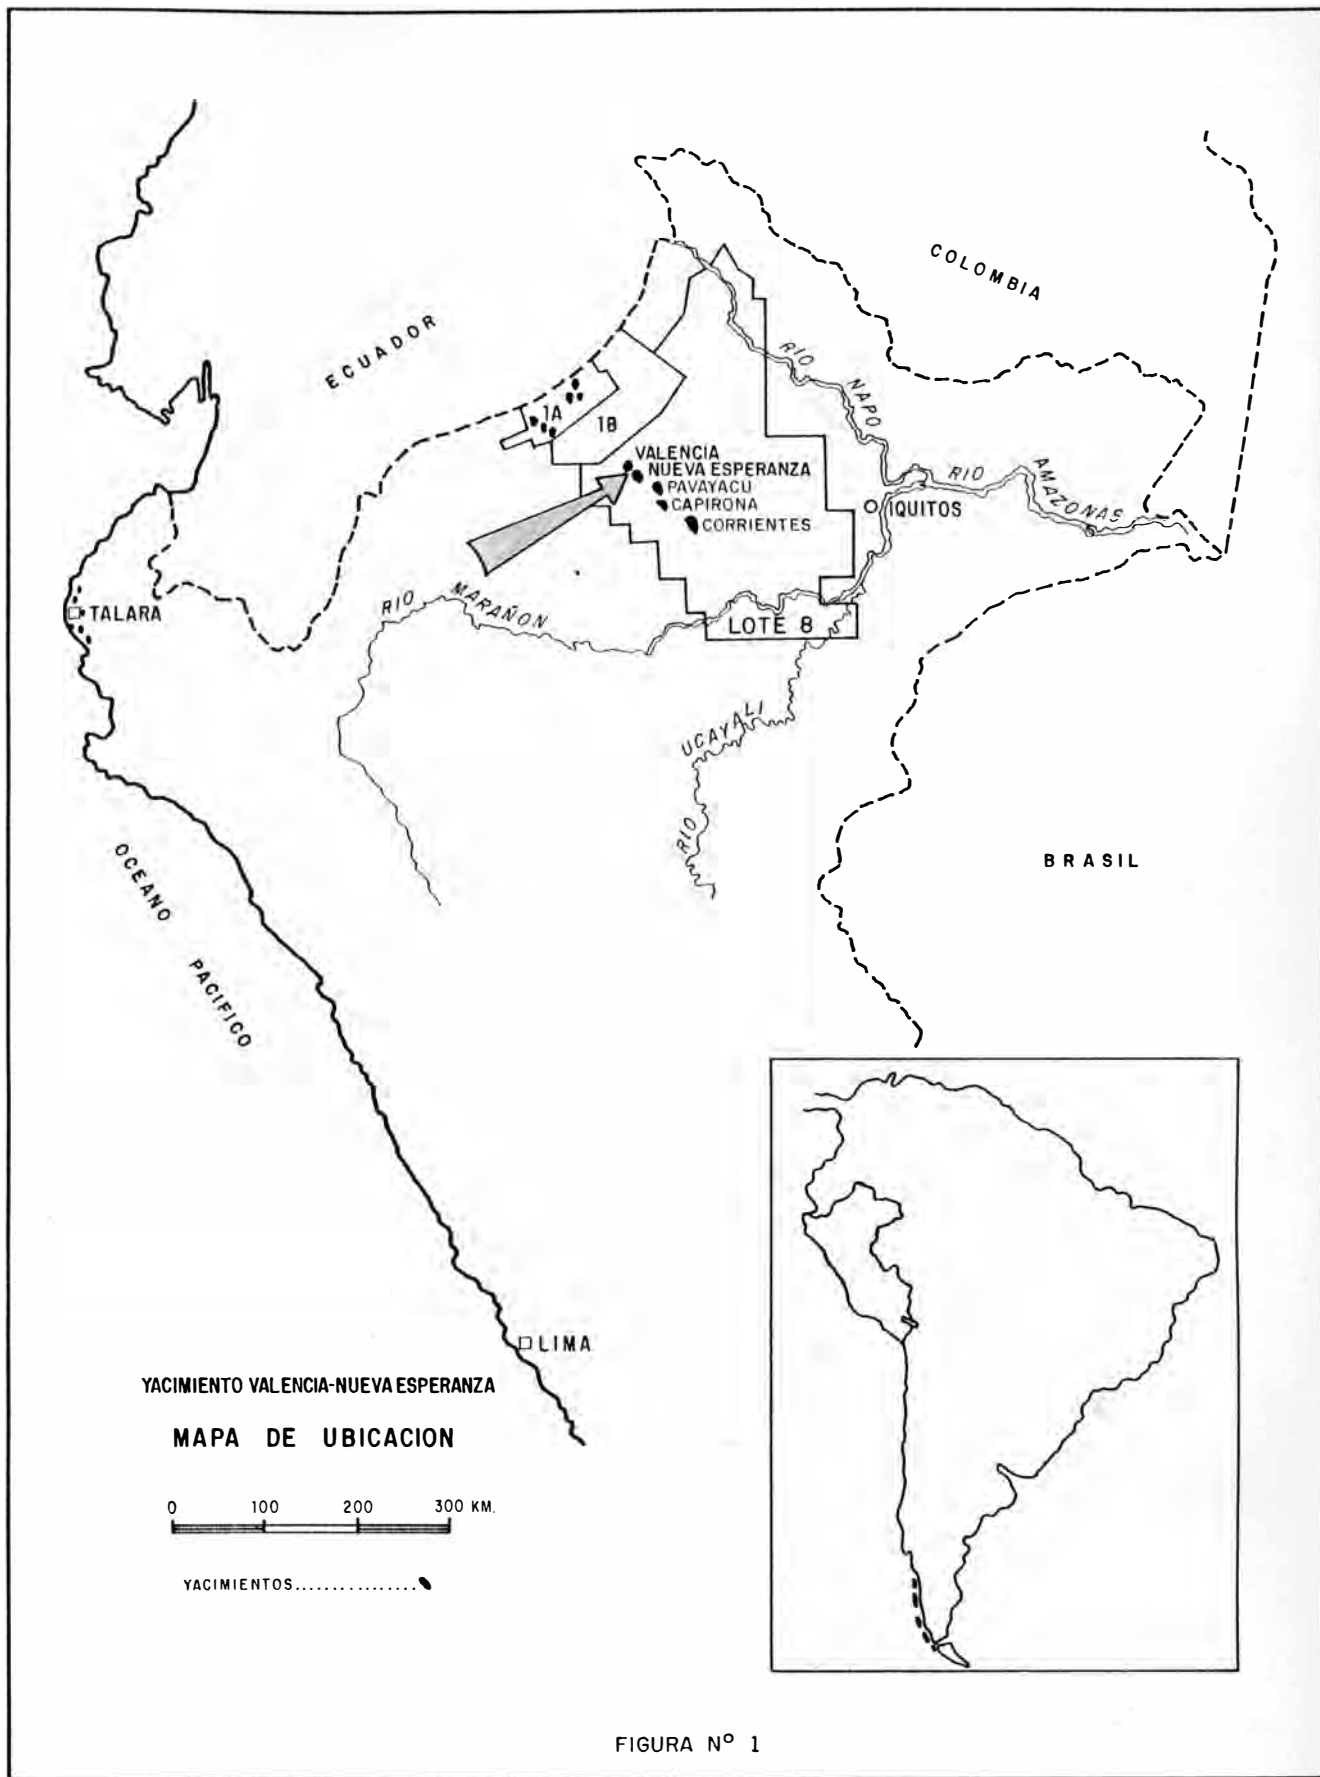 COLOMBIA
ECUADOR
RIO NAPO
1A
1B
VALENCIA
NUEVA ESPERANZA
PAVAYACU
CAPIRONA
CORRIENTES
IQUITOS
RIO AMAZONAS
TALARA
RIO MARAÑON
LOTE 8
RIO UCAYALI
BRASIL
OCEANO PACIFICO
LIMA
YACIMIENTO VALENCIA-NUEVA ESPERANZA
MAPA DE UBICACION
0 100 200 300 KM.
YACIMIENTOS...............
FIGURA Nº 1